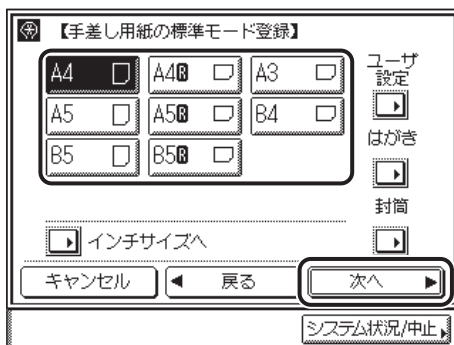 【手差し用紙の標準モード登録】
A4 A4R A3
A5 A5R B4
B5 B5R
ユーザ
設定
はがき
封筒
インチサイズへ
キャンセル 戻る 次へ
システム状況/中止